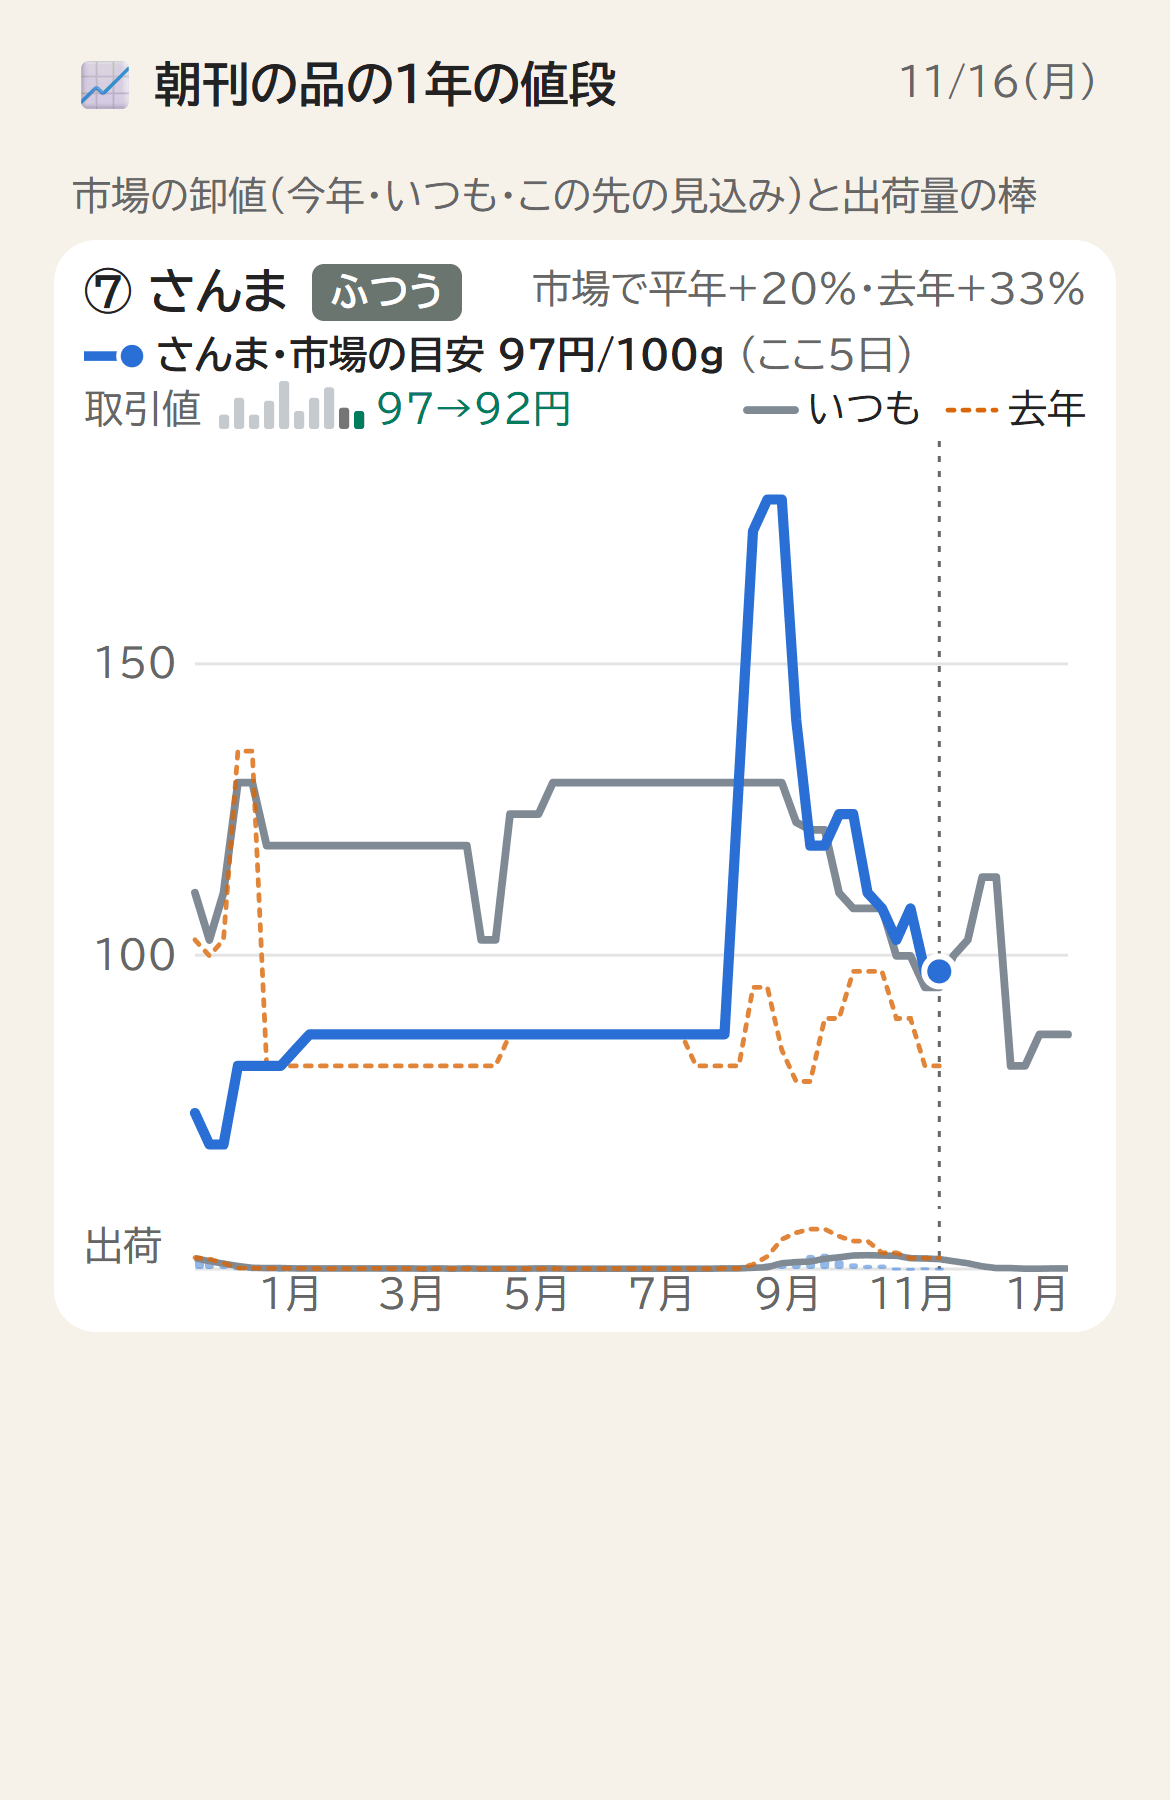 朝刊の品の1年の値段 11/16(月)
市場の卸値(今年・いつも・この先の見込み)と出荷量の棒
⑦ さんま ふつう 市場で平年+20%・去年+33%
さんま・市場の目安 97円/100g (ここ5日)
取引値 97→92円 いつも 去年
150
100
出荷
1月 3月 5月 7月 9月 11月 1月